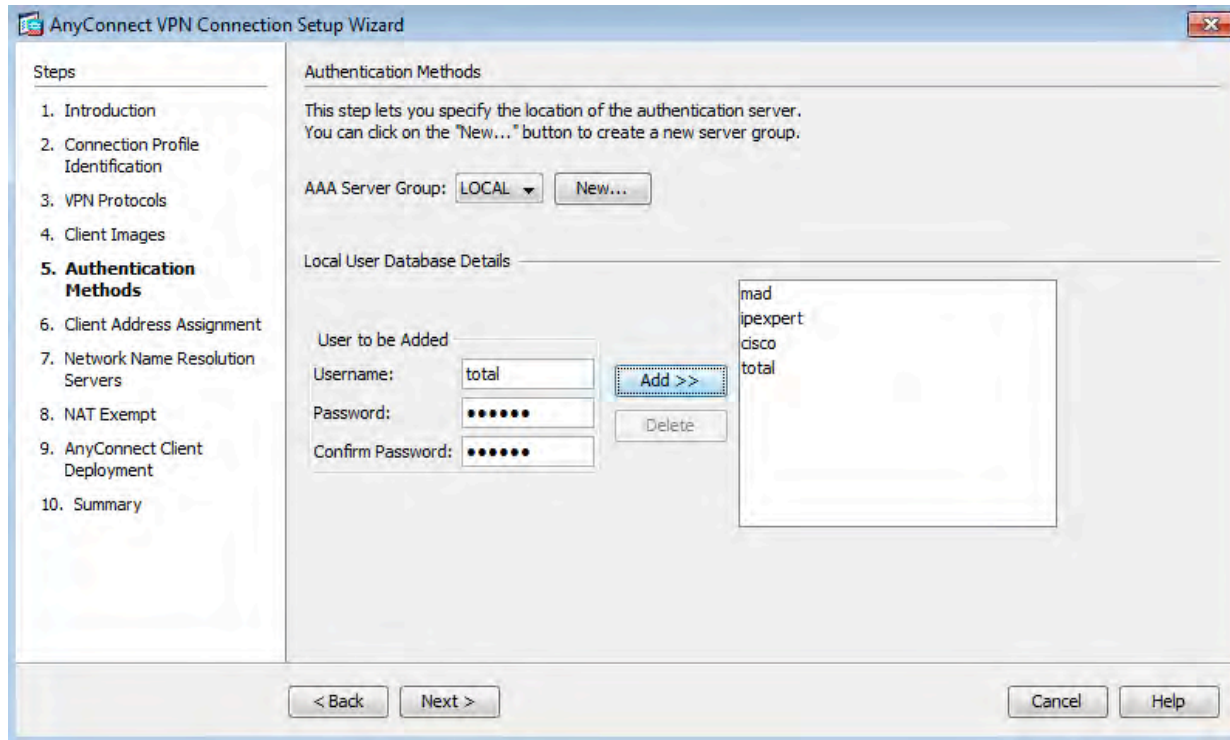 AnyConnect VPN Connection Setup Wizard
Steps
1. Introduction
2. Connection Profile
Identification
3. VPN Protocols
4. Client Images
5. Authentication
Methods
6. Client Address Assignment
7. Network Name Resolution
Servers
8. NAT Exempt
9. AnyConnect Client
Deployment
10. Summary
Authentication Methods
This step lets you specify the location of the authentication server.
You can click on the "New..." button to create a new server group.
AAA Server Group: LOCAL New...
Local User Database Details
User to be Added
Username: total
Password: ●●●●●●
Confirm Password: ●●●●●●
Add >>
Delete
mad
ipexpert
cisco
total
< Back Next > Cancel Help